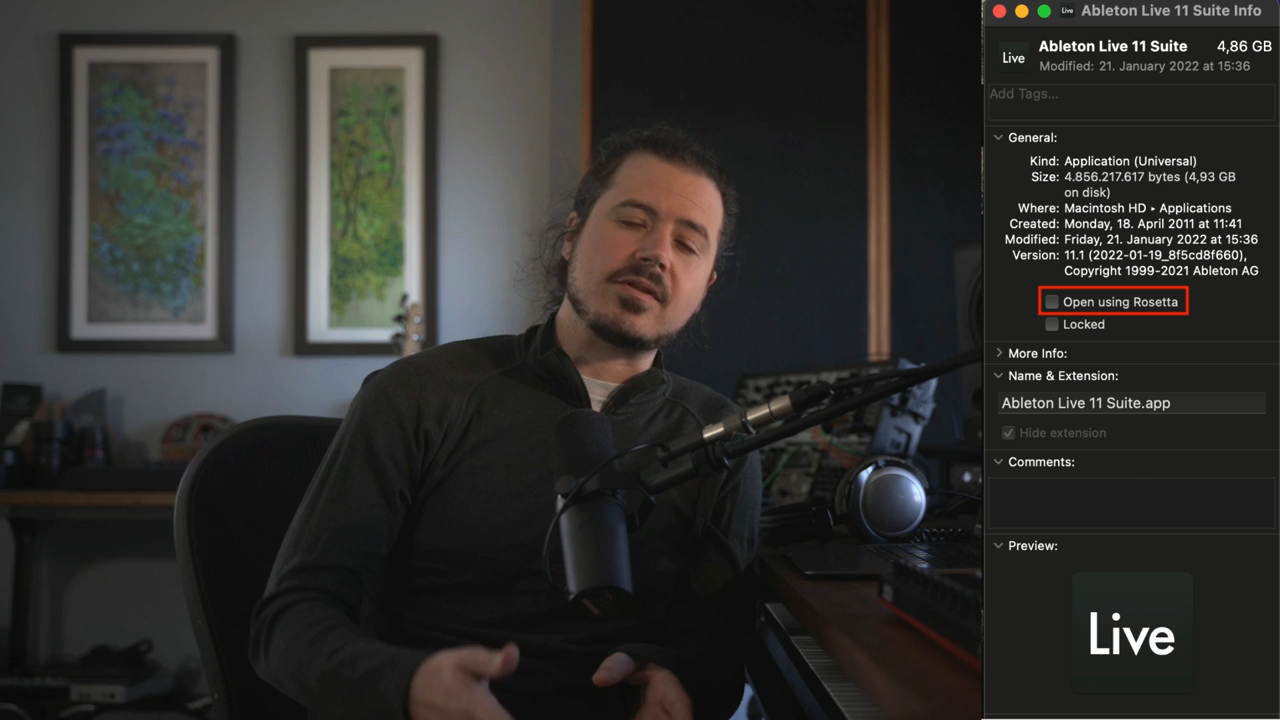 Live Ableton Live 11 Suite Info
Live
Ableton Live 11 Suite 4,86 GB
Modified: 21. January 2022 at 15:36
Add Tags...
General:
Kind: Application (Universal)
Size: 4.856.217.617 bytes (4,93 GB
on disk)
Where: Macintosh HD ▸ Applications
Created: Monday, 18. April 2011 at 11:41
Modified: Friday, 21. January 2022 at 15:36
Version: 11.1 (2022-01-19_8f5cd8f660),
Copyright 1999-2021 Ableton AG
Open using Rosetta
Locked
More Info:
Name & Extension:
Ableton Live 11 Suite.app
Hide extension
Comments:
Preview:
Live